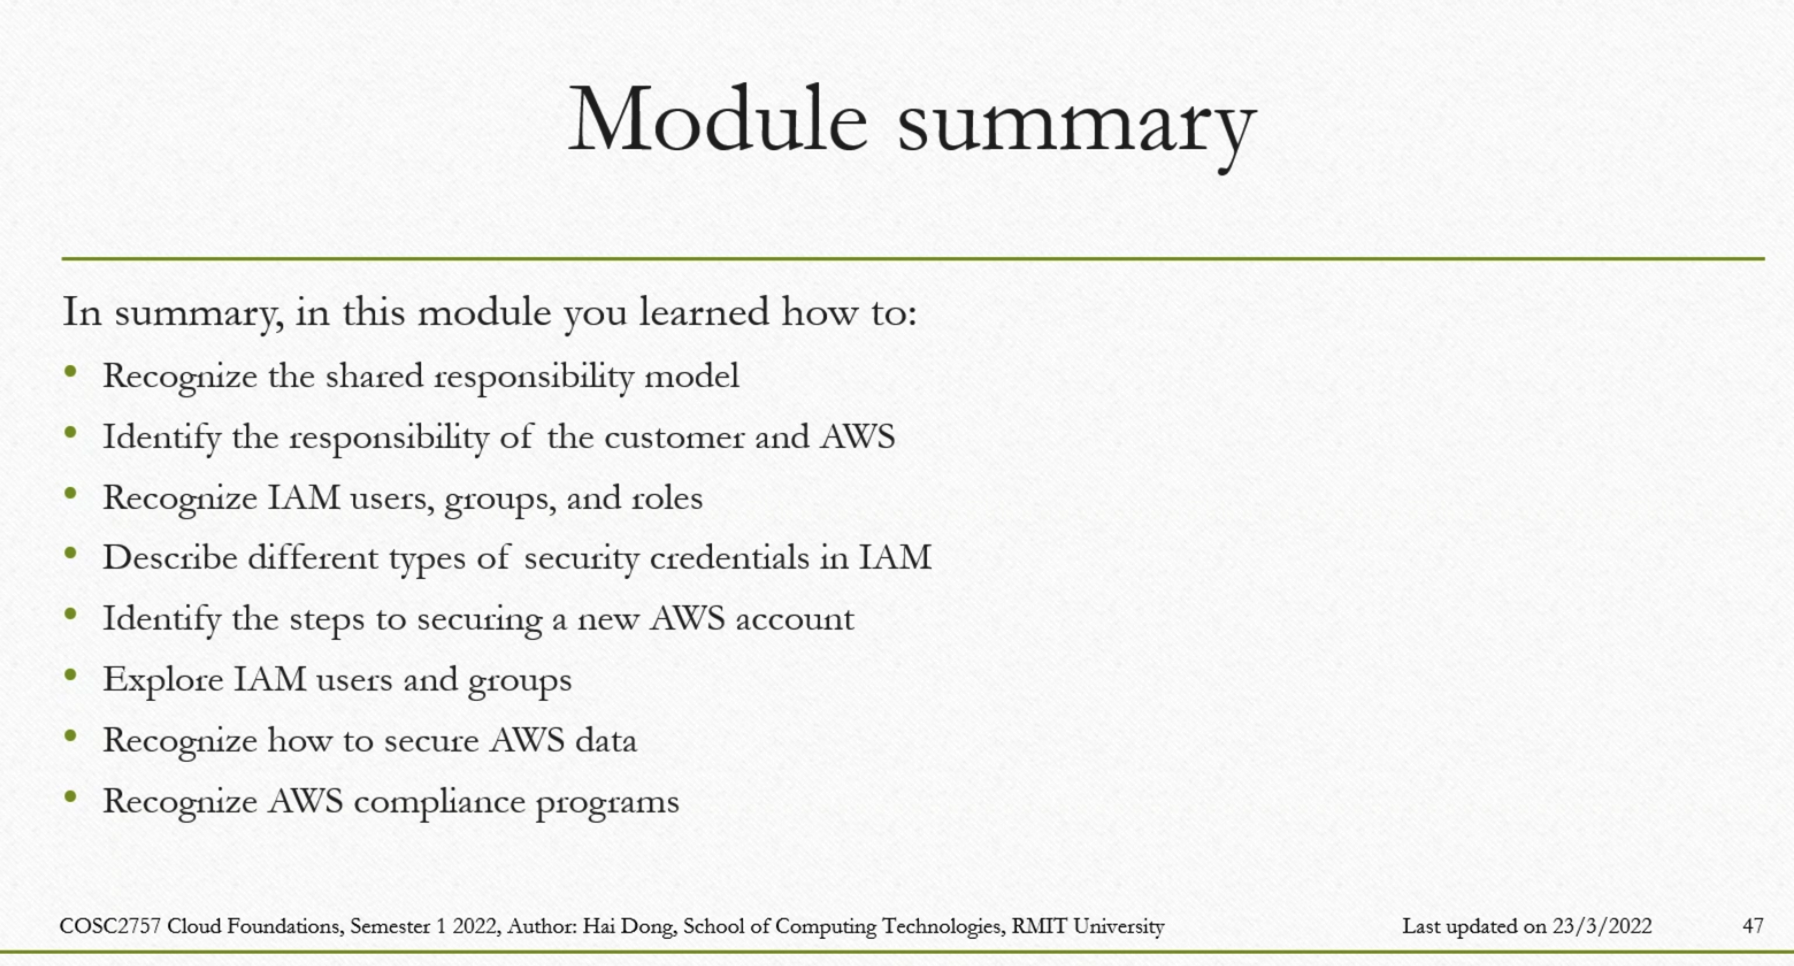 Module summary
In summary, in this module you learned how to:
• Recognize the shared responsibility model
• Identify the responsibility of the customer and AWS
• Recognize IAM users, groups, and roles
• Describe different types of security credentials in IAM
• Identify the steps to securing a new AWS account
• Explore IAM users and groups
• Recognize how to secure AWS data
• Recognize AWS compliance programs
COSC2757 Cloud Foundations, Semester 1 2022, Author: Hai Dong, School of Computing Technologies, RMIT University Last updated on 23/3/2022 47